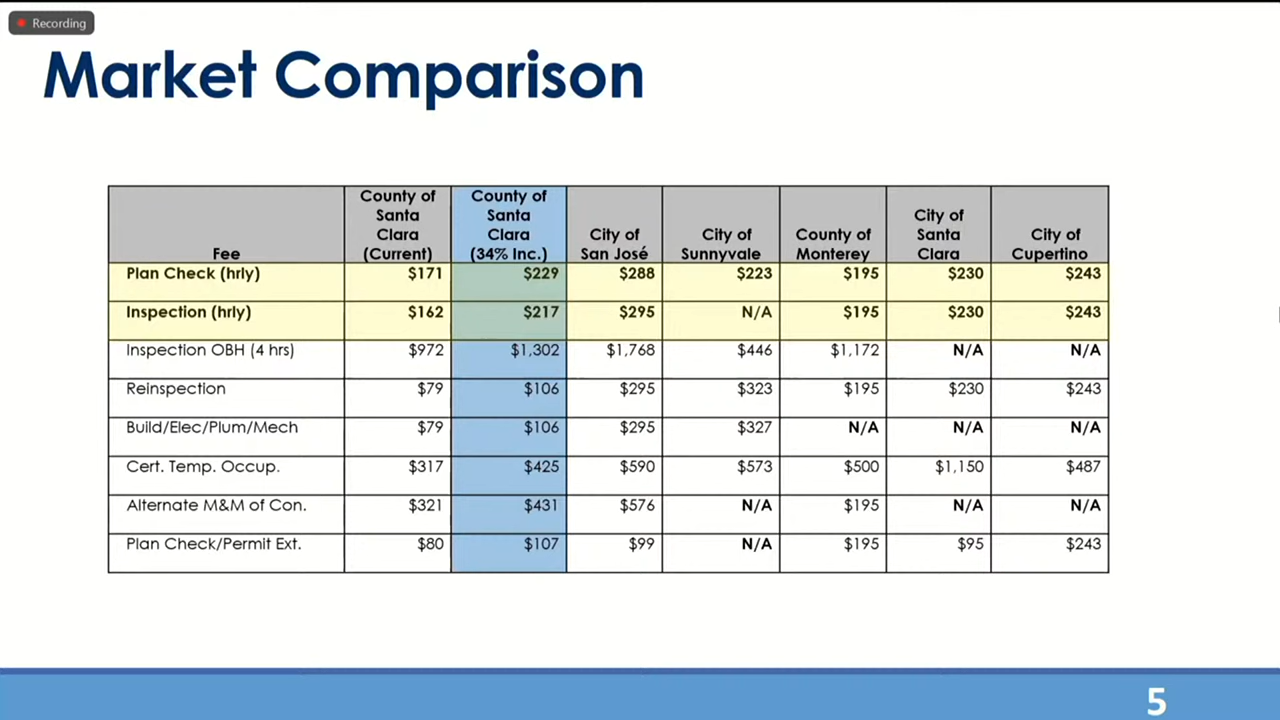 Recording
Market Comparison
Fee County of Santa Clara (Current) County of Santa Clara (34% Inc.) City of San José City of Sunnyvale County of Monterey City of Santa Clara City of Cupertino
Plan Check (hrly) $171 $229 $288 $223 $195 $230 $243
Inspection (hrly) $162 $217 $295 N/A $195 $230 $243
Inspection OBH (4 hrs) $972 $1,302 $1,768 $446 $1,172 N/A N/A
Reinspection $79 $106 $295 $323 $195 $230 $243
Build/Elec/Plum/Mech $79 $106 $295 $327 N/A N/A N/A
Cert. Temp. Occup. $317 $425 $590 $573 $500 $1,150 $487
Alternate M&M of Con. $321 $431 $576 N/A $195 N/A N/A
Plan Check/Permit Ext. $80 $107 $99 N/A $195 $95 $243
5